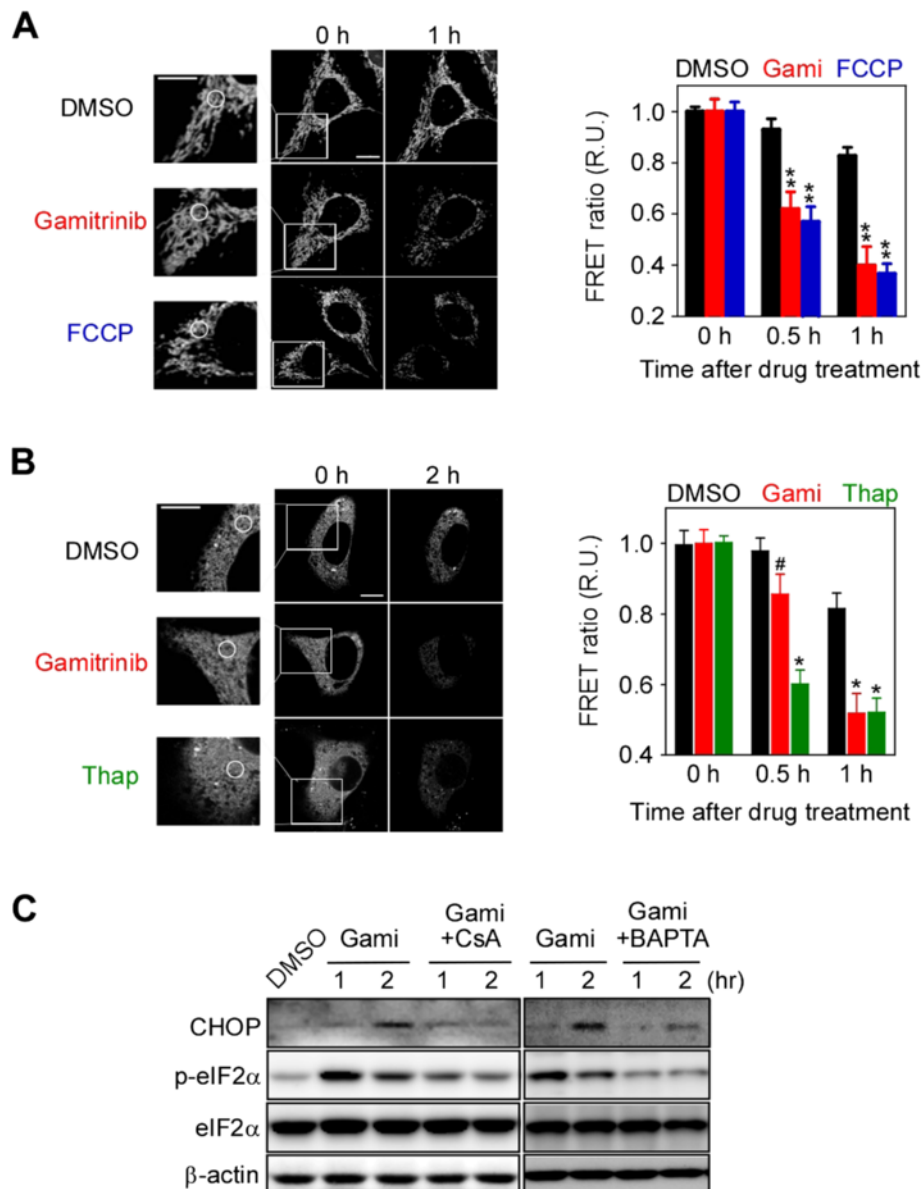 A
0 h 1 h
DMSO
Gamitrinib
FCCP
DMSO Gami FCCP
FRET ratio (R.U.)
1.0
0.8
0.6
0.4
0.2
** ** ** **
0 h 0.5 h 1 h
Time after drug treatment
B
0 h 2 h
DMSO
Gamitrinib
Thap
DMSO Gami Thap
FRET ratio (R.U.)
1.0
0.8
0.6
0.4
# * * *
0 h 0.5 h 1 h
Time after drug treatment
C
DMSO Gami Gami +CsA Gami Gami +BAPTA
1 2 1 2 1 2 1 2 (hr)
CHOP
p-eIF2α
eIF2α
β-actin